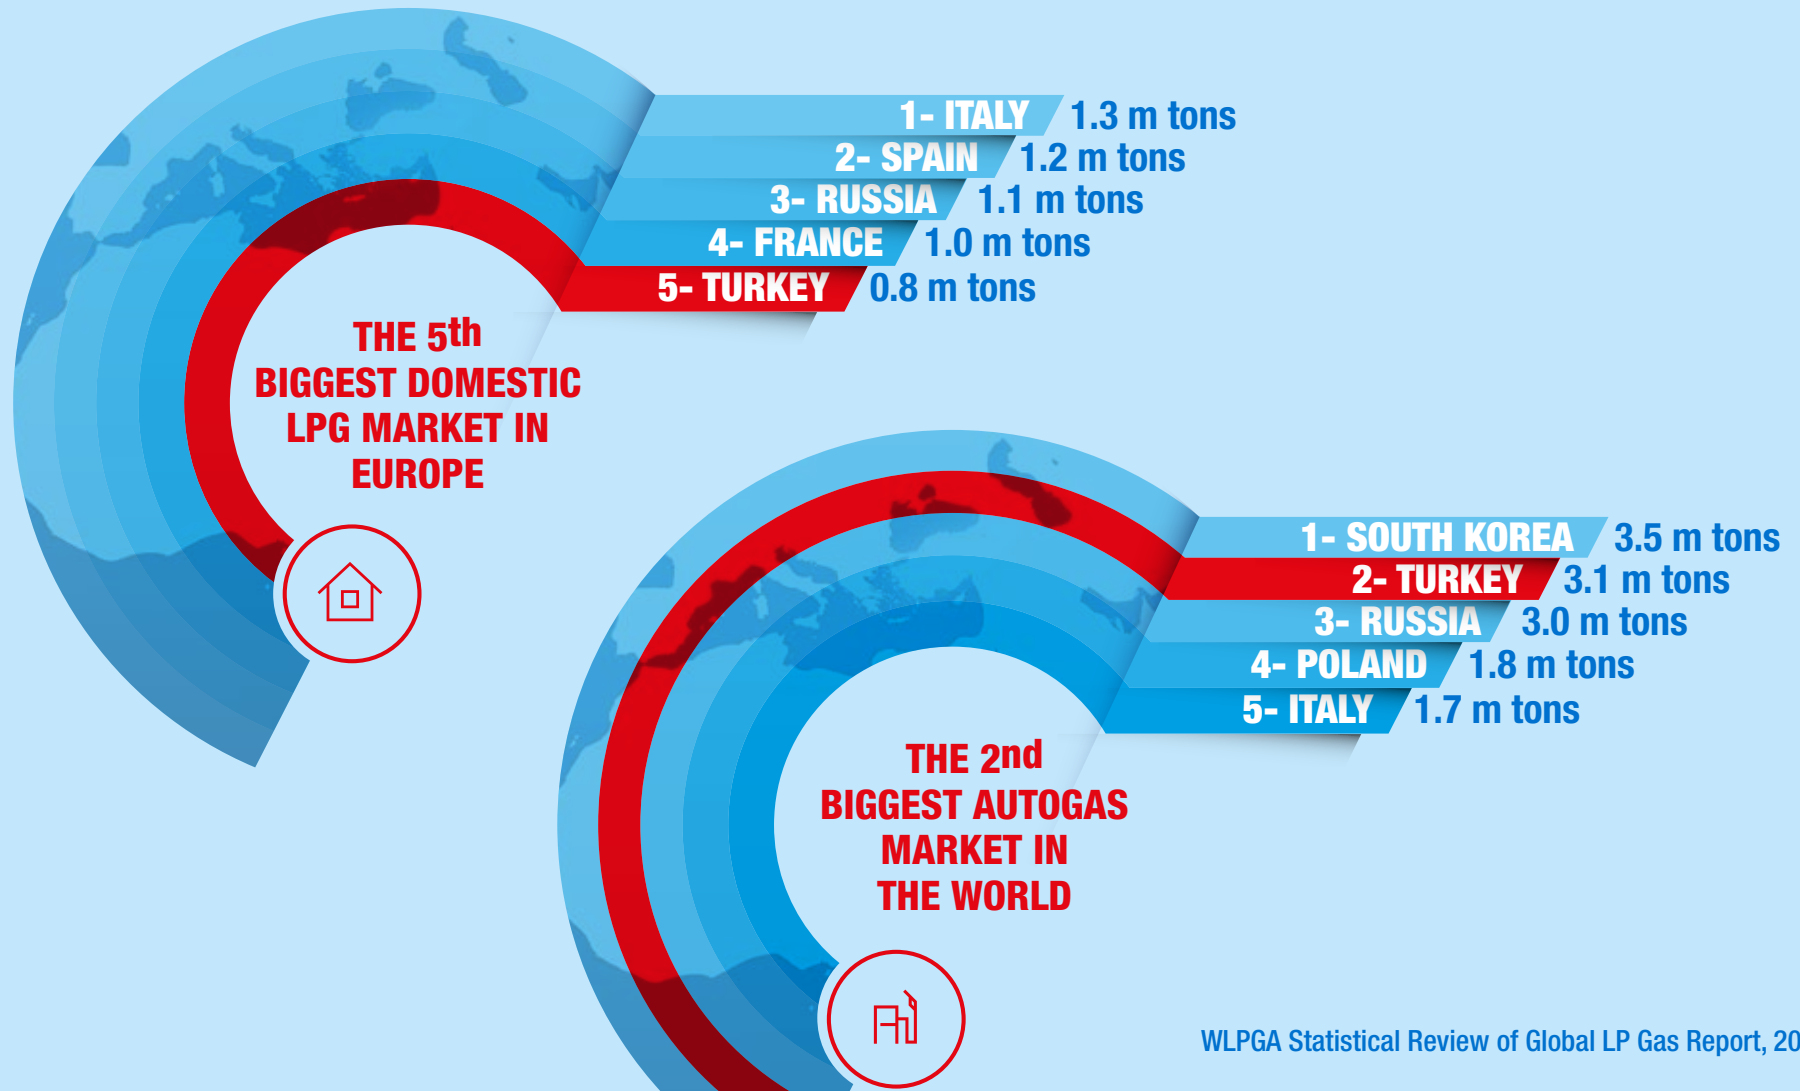 1- ITALY 1.3 m tons
2- SPAIN 1.2 m tons
3- RUSSIA 1.1 m tons
4- FRANCE 1.0 m tons
5- TURKEY 0.8 m tons
THE 5th
BIGGEST DOMESTIC
LPG MARKET IN
EUROPE
1- SOUTH KOREA 3.5 m tons
2- TURKEY 3.1 m tons
3- RUSSIA 3.0 m tons
4- POLAND 1.8 m tons
5- ITALY 1.7 m tons
THE 2nd
BIGGEST AUTOGAS
MARKET IN
THE WORLD
WLPGA Statistical Review of Global LP Gas Report,